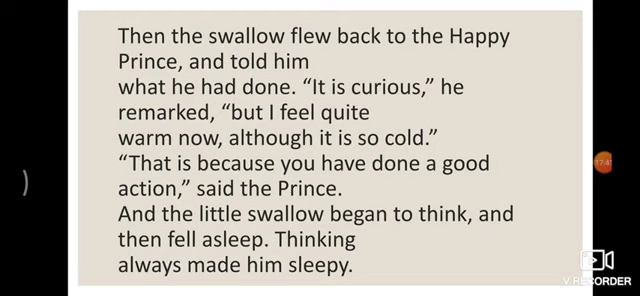 Then the swallow flew back to the Happy
Prince, and told him
what he had done. “It is curious,” he
remarked, “but I feel quite
warm now, although it is so cold.”
“That is because you have done a good
action,” said the Prince.
And the little swallow began to think, and
then fell asleep. Thinking
always made him sleepy.
17:41
V RECORDER